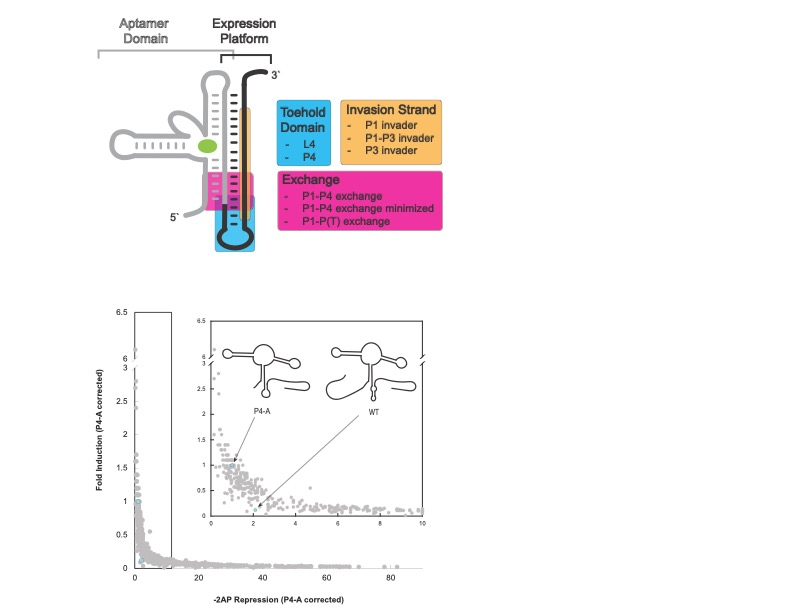 Aptamer
Domain
Expression
Platform
3`
5`
Toehold
Domain
- L4
- P4
Invasion Strand
- P1 invader
- P1-P3 invader
- P3 invader
Exchange
- P1-P4 exchange
- P1-P4 exchange minimized
- P1-P(T) exchange
Fold Induction (P4-A corrected)
6.5
6
3
2
1.5
1
0.5
0
0 20 40 60 80
-2AP Repression (P4-A corrected)
6.5
6
3
2.5
2
1.5
1
0.5
0
0 2 4 6 8 10
P4-A
WT